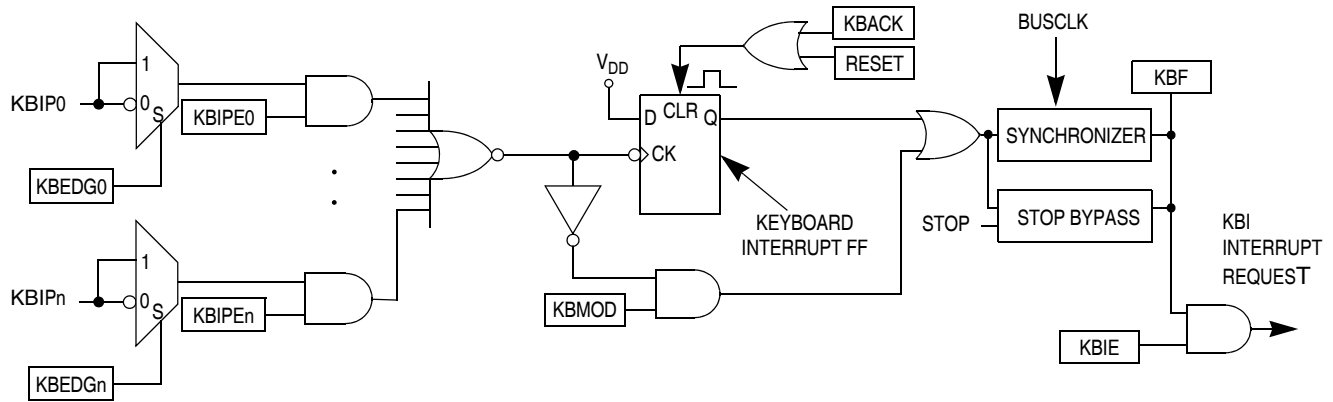 KBIP0
1
0
S
KBIPE0
KBEDG0
KBIPn
1
0
S
KBIPEn
KBEDGn
VDD
D
CLR
Q
CK
KBACK
RESET
KEYBOARD
INTERRUPT FF
KBMOD
BUSCLK
SYNCHRONIZER
STOP
STOP BYPASS
KBF
KBI
INTERRUPT
REQUEST
KBIE